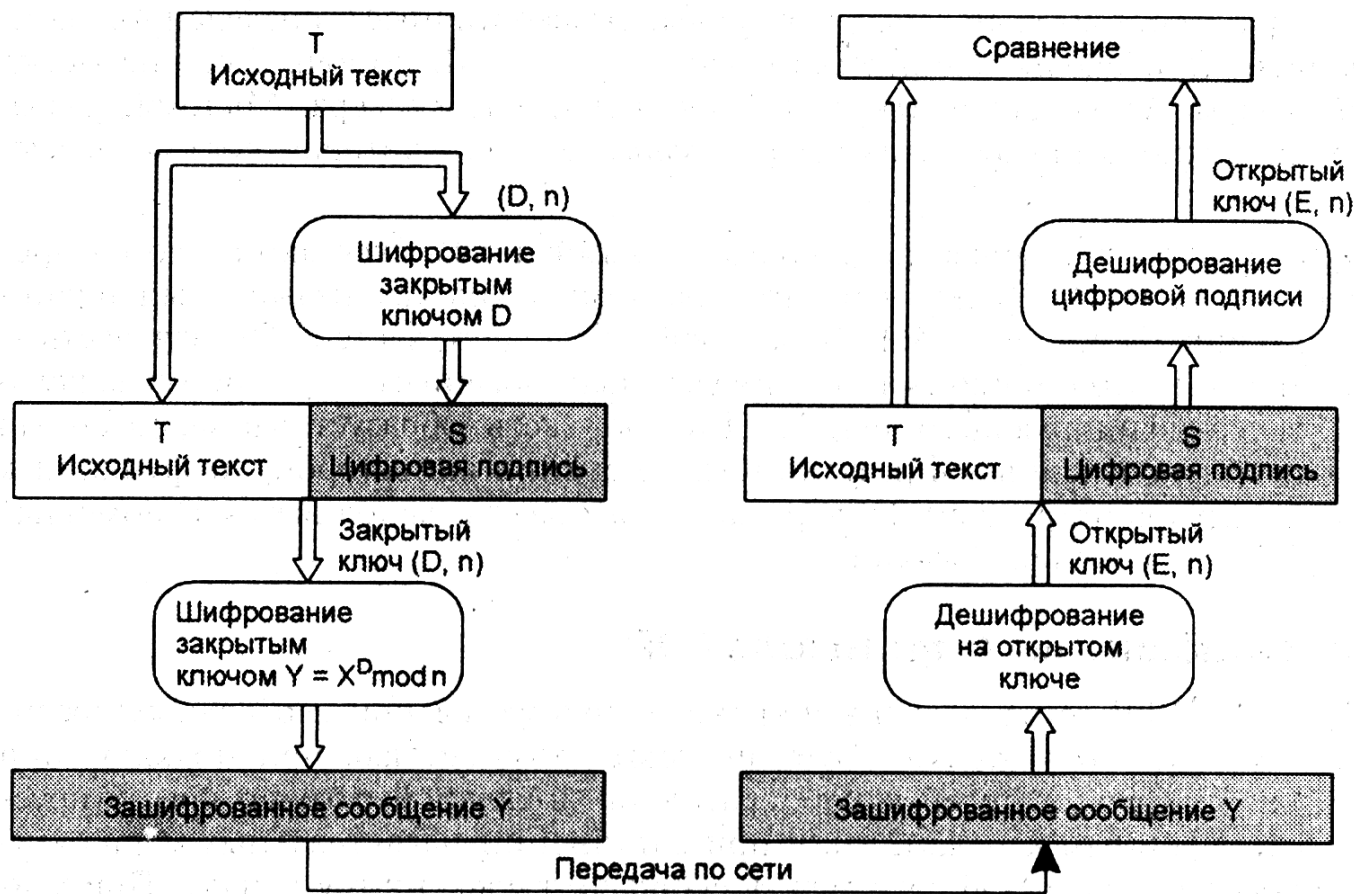 T
Исходный текст
(D, n)
Шифрование
закрытым
ключом D
T
Исходный текст
S
Цифровая подпись
Закрытый
ключ (D, n)
Шифрование
закрытым
ключом Y = X^D mod n
Зашифрованное сообщение Y
Передача по сети
Сравнение
Открытый
ключ (E, n)
Дешифрование
цифровой подписи
T
Исходный текст
S
Цифровая подпись
Открытый
ключ (E, n)
Дешифрование
на открытом
ключе
Зашифрованное сообщение Y